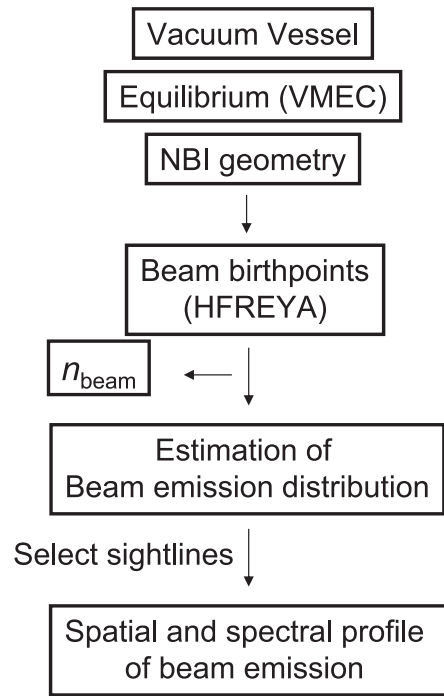 Vacuum Vessel
Equilibrium (VMEC)
NBI geometry
Beam birthpoints
(HFREYA)
nbeam
Estimation of
Beam emission distribution
Select sightlines
Spatial and spectral profile
of beam emission